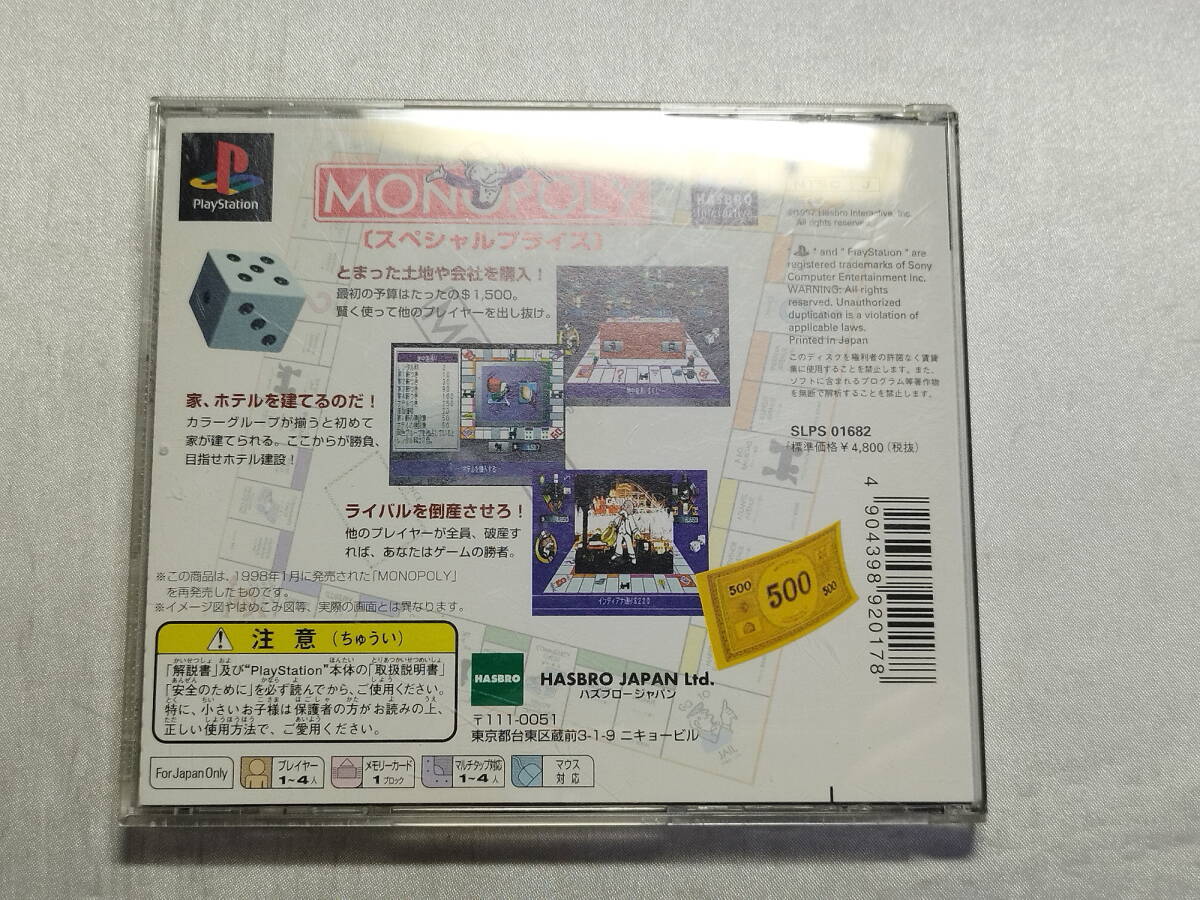 PlayStation
MONOPOLY
〔スペシャルプライス〕
とまった土地や会社を購入！
最初の予算はたったの＄1,500。
賢く使って他のプレイヤーを出し抜け。
家、ホテルを建てるのだ！
カラーグループが揃うと初めて
家が建てられる。ここからが勝負、
目指せホテル建設！
ライバルを倒産させろ！
他のプレイヤーが全員、破産す
れば、あなたはゲームの勝者。
※この商品は、1998年1月に発売された「MONOPOLY」
を再発売したものです。
※イメージ図やはめこみ図等、実際の画面とは異なります。
注 意 （ちゅうい）
「解説書」及び“PlayStation”本体の「取扱説明書」
「安全のために」を必ず読んでから、ご使用ください。
特に、小さいお子様は保護者の方がお読みの上、
正しい使用方法で、ご愛用ください。
For Japan Only
プレイヤー
1〜4人
メモリーカード
1ブロック
マルチタップ対応
1〜4人
マウス
対応
HASBRO
HASBRO JAPAN Ltd.
ハズブロージャパン
〒111-0051
東京都台東区蔵前3-1-9 ニキョービル
500
500
500
インディアナ通り$220
HASBRO
Interactive
©1997 Hasbro Interactive, Inc.
All rights reserved.
" " and " PlayStation " are
registered trademarks of Sony
Computer Entertainment Inc.
WARNING: All rights
reserved. Unauthorized
duplication is a violation of
applicable laws.
Printed in Japan
このディスクを権利者の許諾なく賃貸
業に使用することを禁止します。また、
ソフトに含まれるプログラム等著作物
を無断で解析することを禁止します。
SLPS 01682
標準価格￥4,800（税抜）
4 904398 920178
JAIL